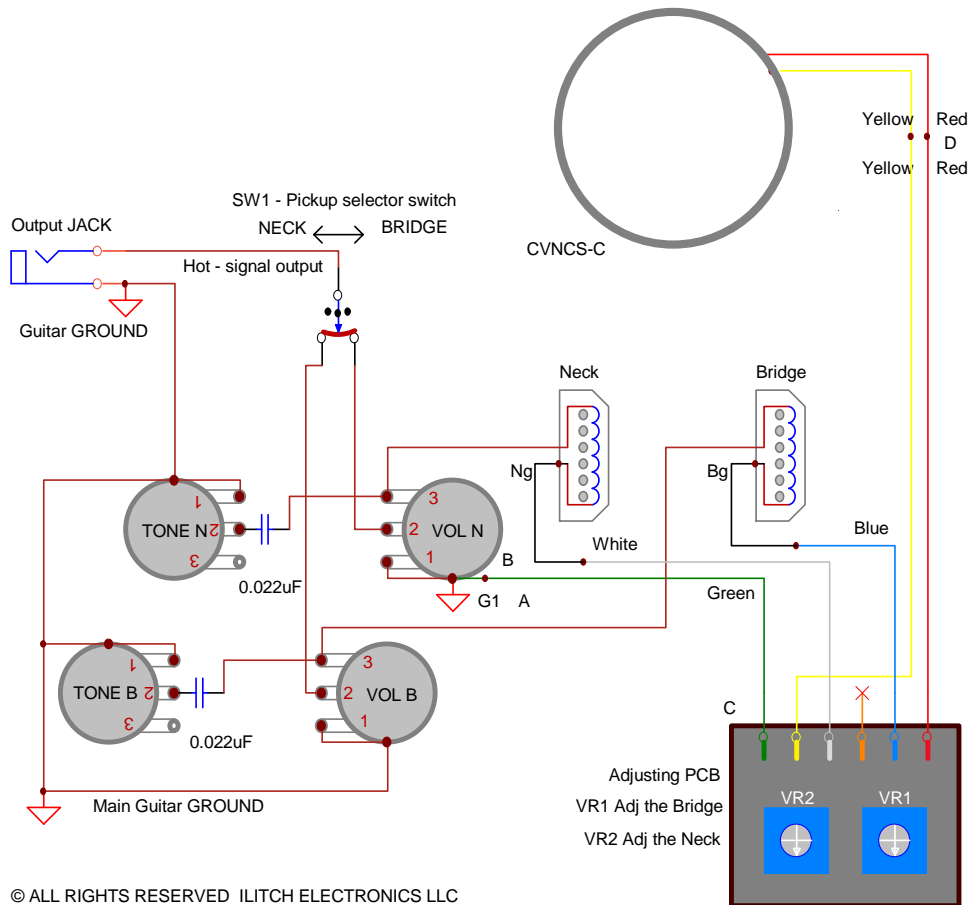 Yellow Red
D
Yellow Red
SW1 - Pickup selector switch
NECK BRIDGE
Output JACK
CVNCS-C
Hot - signal output
Guitar GROUND
Neck Bridge
Ng Bg
1 3
TONE N 2 2 VOL N
3 1
Blue
White
B
0.022uF
G1 A
Green
1 3
TONE B 2 2 VOL B
3 1
0.022uF
C
Adjusting PCB
Main Guitar GROUND
VR1 Adj the Bridge
VR2 VR1
VR2 Adj the Neck
© ALL RIGHTS RESERVED ILITCH ELECTRONICS LLC